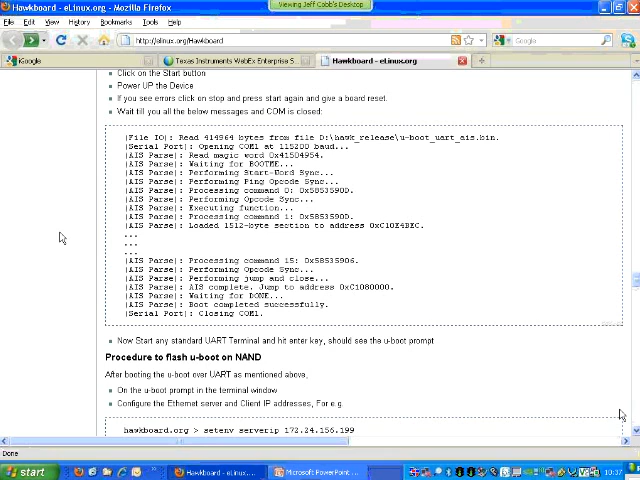 Hawkboard - eLinux.org - Mozilla Firefox
Viewing Jeff Cobb's Desktop
File Edit View History Bookmarks Tools Help
http://elinux.org/Hawkboard
Google
iGoogle
Texas Instruments WebEx Enterprise S...
Hawkboard - eLinux.org
Click on the Start button
Power UP the Device
If you see errors click on stop and press start again and give a board reset.
Wait till you all the below messages and COM is closed:
|File IO|: Read 414964 bytes from file D:\hawk_release\u-boot_uart_ais.bin.
|Serial Port|: Opening COM1 at 115200 baud...
|AIS Parse|: Read magic word 0x41504954.
|AIS Parse|: Waiting for BOOTME...
|AIS Parse|: Performing Start-Word Sync...
|AIS Parse|: Performing Ping Opcode Sync...
|AIS Parse|: Processing command 0: 0x5853590D.
|AIS Parse|: Performing Opcode Sync...
|AIS Parse|: Executing function...
|AIS Parse|: Processing command 1: 0x5853590D.
|AIS Parse|: Loaded 1512-byte section to address
...
...
...
|AIS Parse|: Processing command 15: 0x58535906.
|AIS Parse|: Performing Opcode Sync...
|AIS Parse|: Performing jump and close...
|AIS Parse|: AIS complete. Jump to address 0xC1080000.
|AIS Parse|: Waiting for DONE...
|AIS Parse|: Boot completed successfully.
|Serial Port|: Closing COM1.
Now Start any standard UART Terminal and hit enter key, should see the u-boot prompt
Procedure to flash u-boot on NAND
After booting the u-boot over UART as mentioned above,
On the u-boot prompt in the terminal window
Configure the Ethernet server and Client IP addresses, For e.g.
hawkboard.org > setenv serverip 172.24.156.199
Done
start
Hawkboard - eLinux....
Microsoft PowerPoint ...
10:37